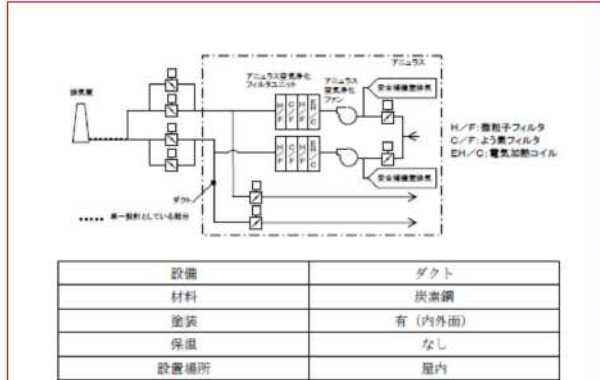 アニュラス
アニュラス空気浄化
フィルタユニット
アニュラス
空気浄化
ファン
安全補機室排気
排気筒
H/F
C/F
H/F
EH/C
H/F:微粒子フィルタ
C/F:よう素フィルタ
EH/C:電気加熱コイル
H/F
C/F
H/F
EH/C
安全補機室排気
ダクト
単一設計としている部分
設備 ダクト
材料 炭素鋼
塗装 有(内外面)
保温 なし
設置場所 屋内